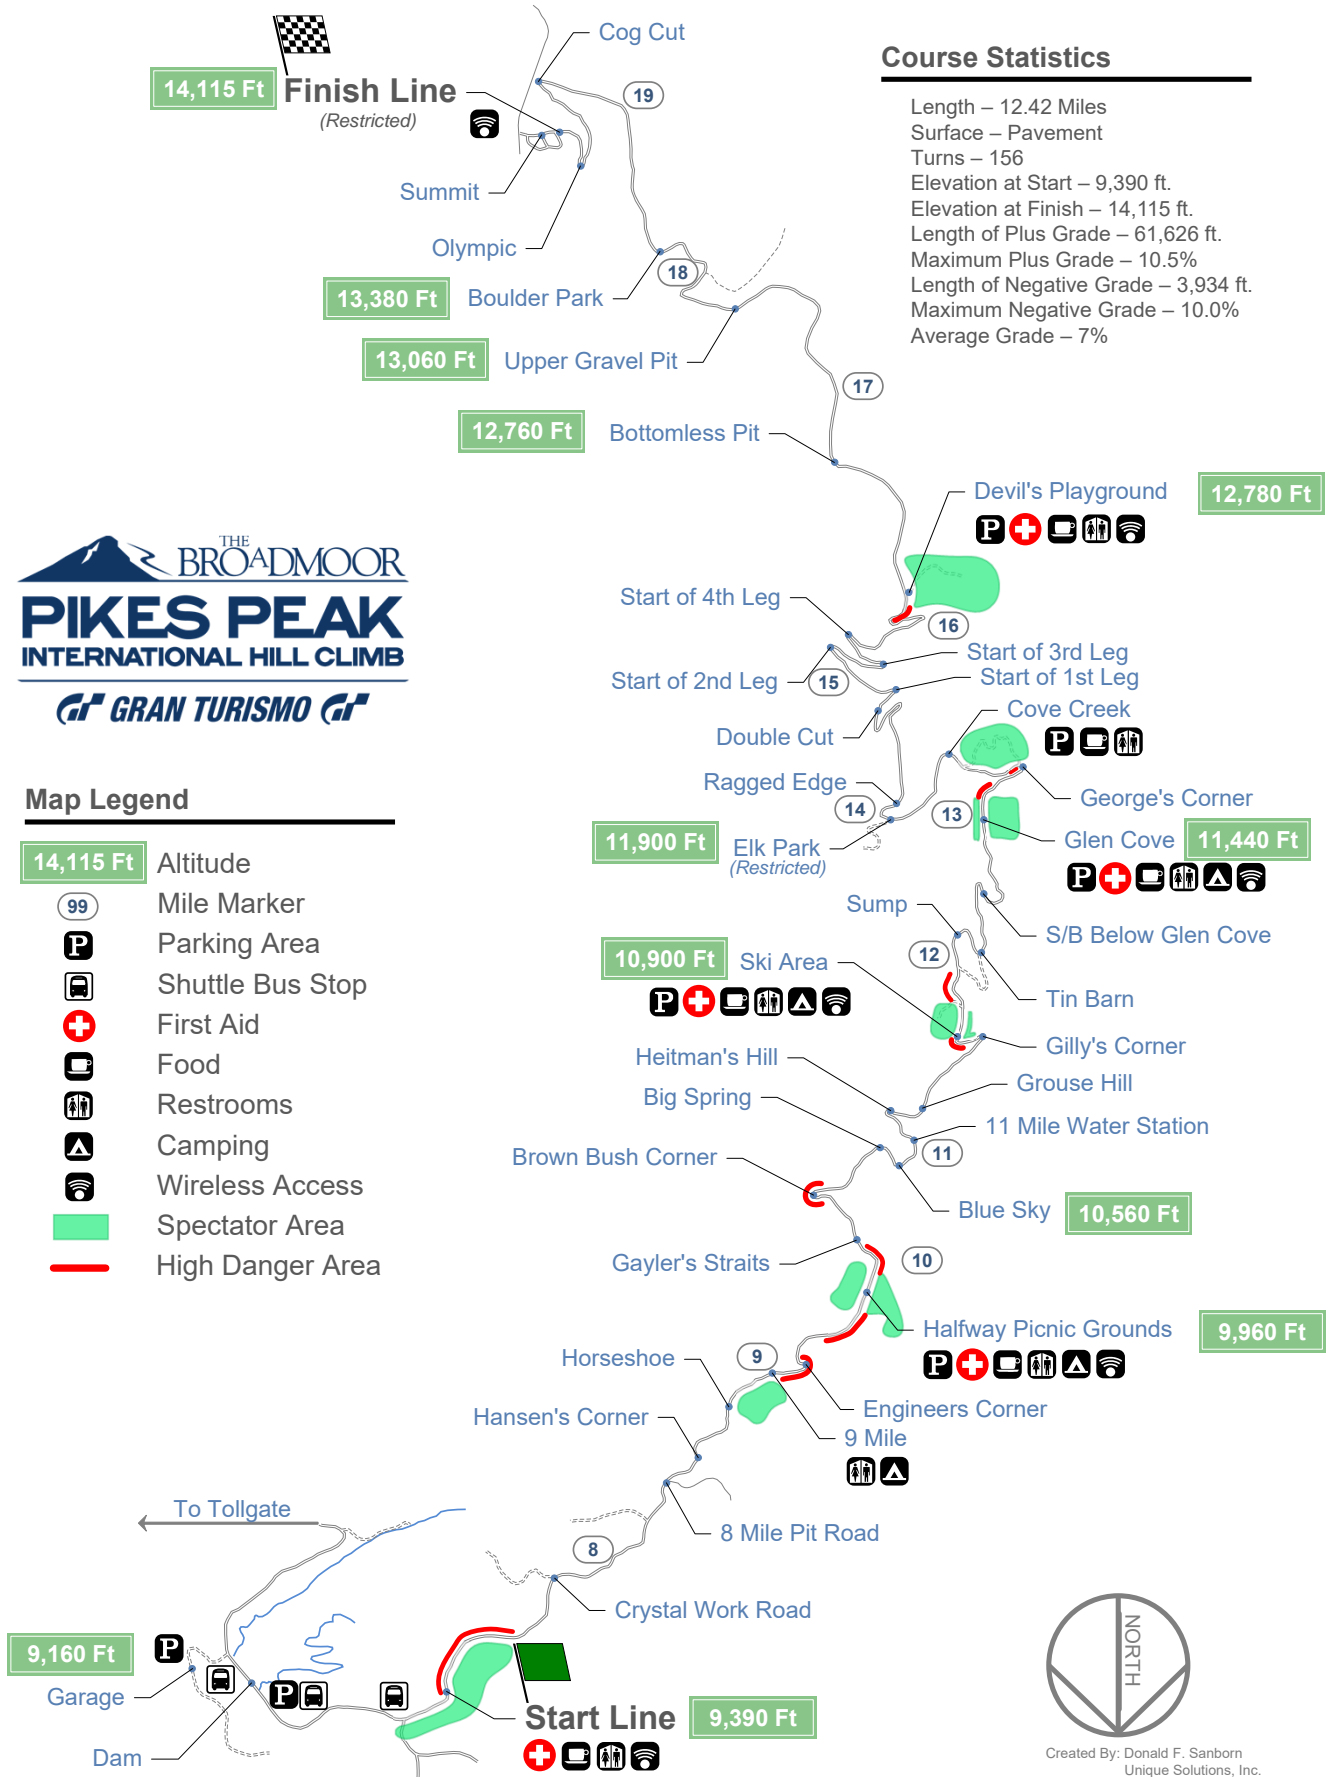 Cog Cut
14,115 Ft
Finish Line
(Restricted)
19
Course Statistics
Length – 12.42 Miles
Surface – Pavement
Turns – 156
Elevation at Start – 9,390 ft.
Elevation at Finish – 14,115 ft.
Length of Plus Grade – 61,626 ft.
Maximum Plus Grade – 10.5%
Length of Negative Grade – 3,934 ft.
Maximum Negative Grade – 10.0%
Average Grade – 7%
Summit
Olympic
18
13,380 Ft
Boulder Park
13,060 Ft
Upper Gravel Pit
17
12,760 Ft
Bottomless Pit
Devil's Playground
12,780 Ft
P
THE
BROADMOOR
PIKES PEAK
INTERNATIONAL HILL CLIMB
GT GRAN TURISMO GT
Start of 4th Leg
16
Start of 3rd Leg
Start of 2nd Leg
15
Start of 1st Leg
Cove Creek
P
Double Cut
Ragged Edge
14
13
George's Corner
11,900 Ft
Elk Park
(Restricted)
Glen Cove
11,440 Ft
P
Sump
12
S/B Below Glen Cove
10,900 Ft
Ski Area
P
Tin Barn
Gilly's Corner
Heitman's Hill
Grouse Hill
Big Spring
11 Mile Water Station
11
Brown Bush Corner
Blue Sky
10,560 Ft
Gayler's Straits
10
Halfway Picnic Grounds
9,960 Ft
P
Horseshoe
9
Engineers Corner
Hansen's Corner
9 Mile
8 Mile Pit Road
8
Crystal Work Road
Map Legend
14,115 Ft
Altitude
99
Mile Marker
P
Parking Area
Shuttle Bus Stop
First Aid
Food
Restrooms
Camping
Wireless Access
Spectator Area
High Danger Area
To Tollgate
9,160 Ft
P
Garage
P
Dam
Start Line
9,390 Ft
NORTH
Created By: Donald F. Sanborn
Unique Solutions, Inc.